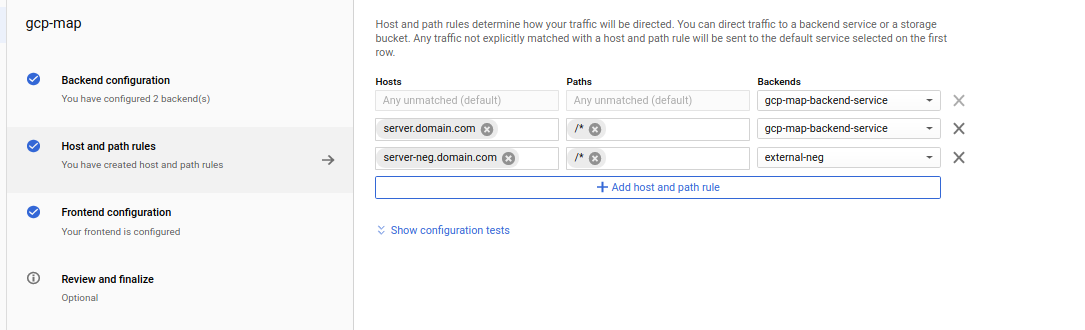 gcp-map
Backend configuration
You have configured 2 backend(s)
Host and path rules
You have created host and path rules
Frontend configuration
Your frontend is configured
Review and finalize
Optional
Host and path rules determine how your traffic will be directed. You can direct traffic to a backend service or a storage
bucket. Any traffic not explicitly matched with a host and path rule will be sent to the default service selected on the first
row.
Hosts Paths Backends
Any unmatched (default) Any unmatched (default) gcp-map-backend-service
server.domain.com /* gcp-map-backend-service
server-neg.domain.com /* external-neg
+ Add host and path rule
Show configuration tests